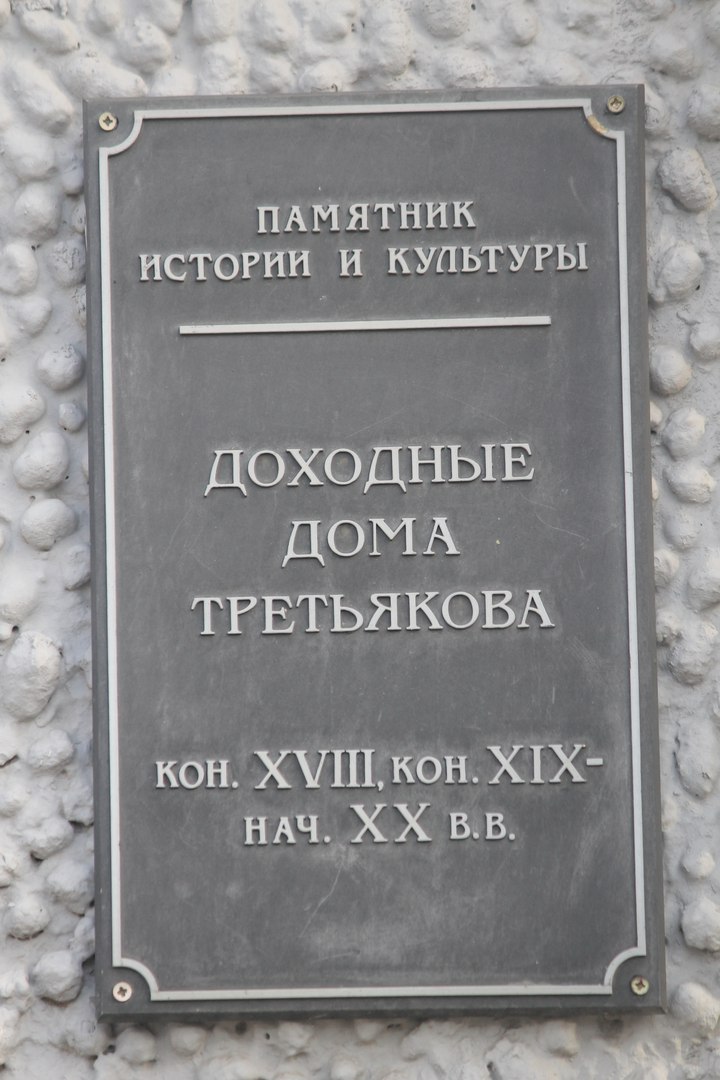 ПАМЯТНИК
ИСТОРИИ И КУЛЬТУРЫ
ДОХОДНЫЕ
ДОМА
ТРЕТЬЯКОВА
КОН. XVIII, КОН. XIX-
НАЧ. XX В.В.